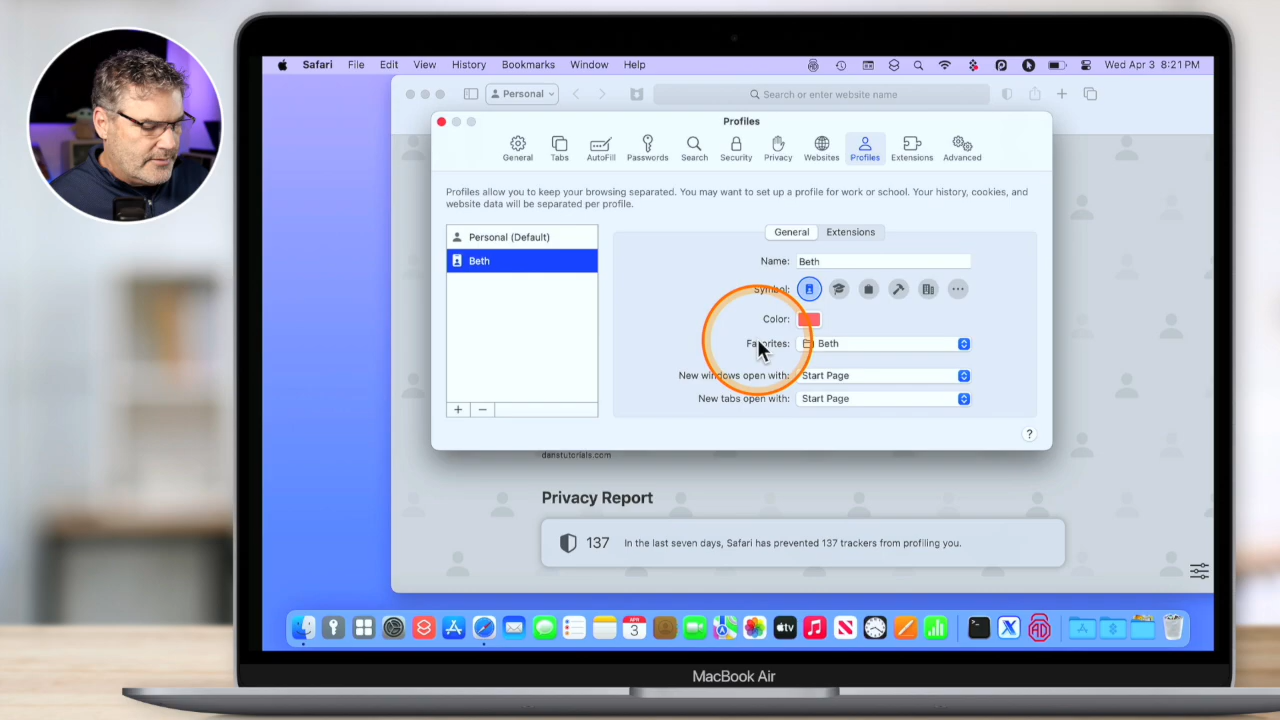 Safari File Edit View History Bookmarks Window Help Wed Apr 3 8:21 PM
Personal Search or enter website name
Profiles
General Tabs AutoFill Passwords Search Security Privacy Websites Profiles Extensions Advanced
Profiles allow you to keep your browsing separated. You may want to set up a profile for work or school. Your history, cookies, and
website data will be separated per profile.
Personal (Default)
Beth
+ −
General Extensions
Name: Beth
Symbol: ...
Color:
Favorites: Beth
New windows open with: Start Page
New tabs open with: Start Page
?
danstutorials.com
Privacy Report
137 In the last seven days, Safari has prevented 137 trackers from profiling you.
APR
3
tv
MacBook Air